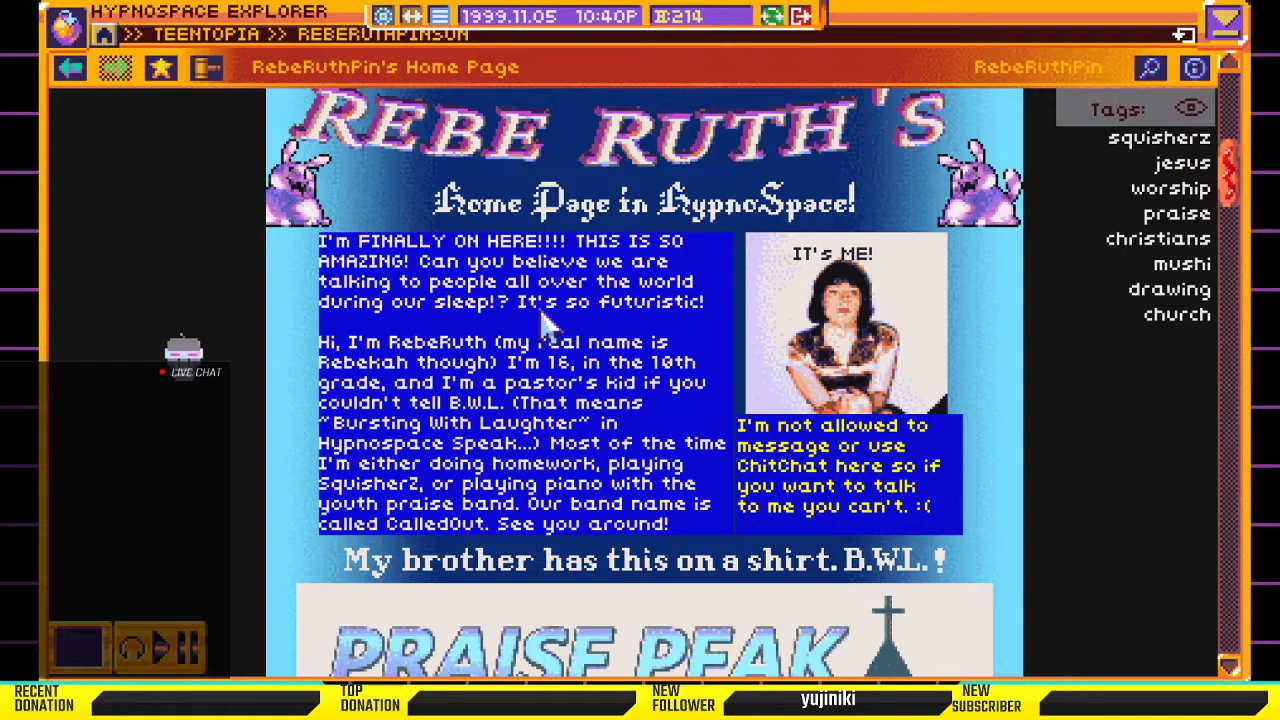 HYPNOSPACE EXPLORER
1999.11.05 10:40P
214
>> TEENTOPIA >> REBERUTHPINSUM
RebeRuthPin's Home Page
RebeRuthPin
REBE RUTH'S
Home Page in HypnoSpace!
Tags:
squisherz
jesus
worship
praise
christians
mushi
drawing
church
I'm FINALLY ON HERE!!!! THIS IS SO
AMAZING! Can you believe we are
talking to people all over the world
during our sleep!? It's so futuristic!
Hi, I'm RebeRuth (my real name is
Rebekah though) I'm 16, in the 10th
grade, and I'm a pastor's kid if you
couldn't tell B.W.L. (That means
~Bursting With Laughter~ in
Hypnospace Speak...) Most of the time
I'm either doing homework, playing
SquisherZ, or playing piano with the
youth praise band. Our band name is
called CalledOut. See you around!
IT's ME!
I'm not allowed to
message or use
ChitChat here so if
you want to talk
to me you can't. :(
My brother has this on a shirt. B.W.L. !
PRAISE PEAK
LIVE CHAT
RECENT
DONATION
TOP
DONATION
NEW
FOLLOWER
yujiniki
NEW
SUBSCRIBER